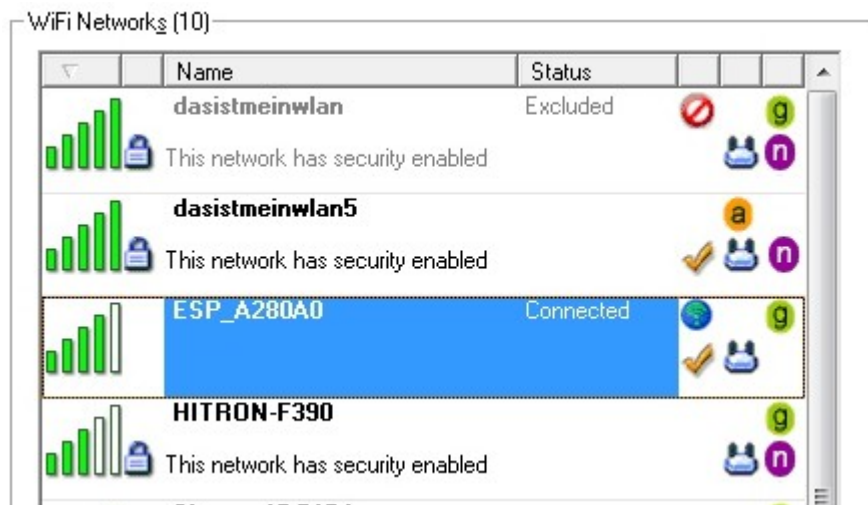 WiFi Networks (10)
Name Status
dasistmeinwlan Excluded g
This network has security enabled n
dasistmeinwlan5 a
This network has security enabled n
ESP_A280A0 Connected g
HITRON-F390 g
This network has security enabled n